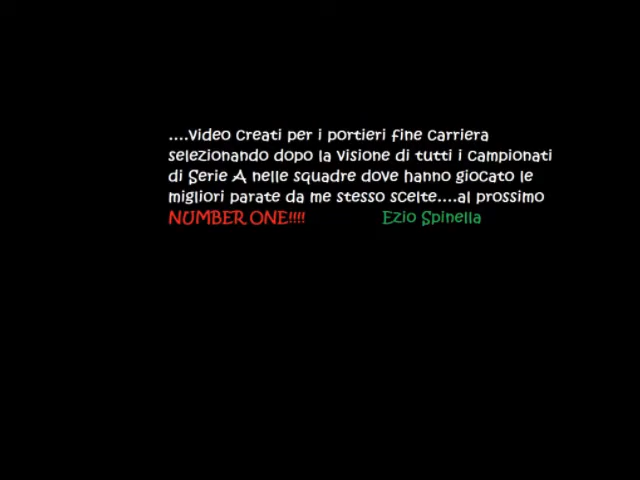 ....Video creati per i portieri fine carriera
selezionando dopo la visione di tutti i campionati
di Serie A nelle squadre dove hanno giocato le
migliori parate da me stesso scelte....al prossimo
NUMBER ONE!!!! Ezio Spinella